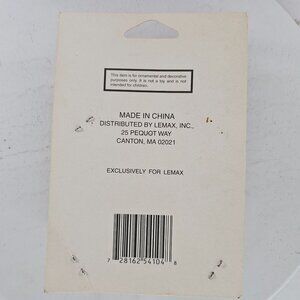 This item is for ornamental and decorative
purposes only. It is not a toy and is not
intended for children.
MADE IN CHINA
DISTRIBUTED BY LEMAX, INC.,
25 PEQUOT WAY
CANTON, MA 02021
EXCLUSIVELY FOR LEMAX
7 28162 54104 8